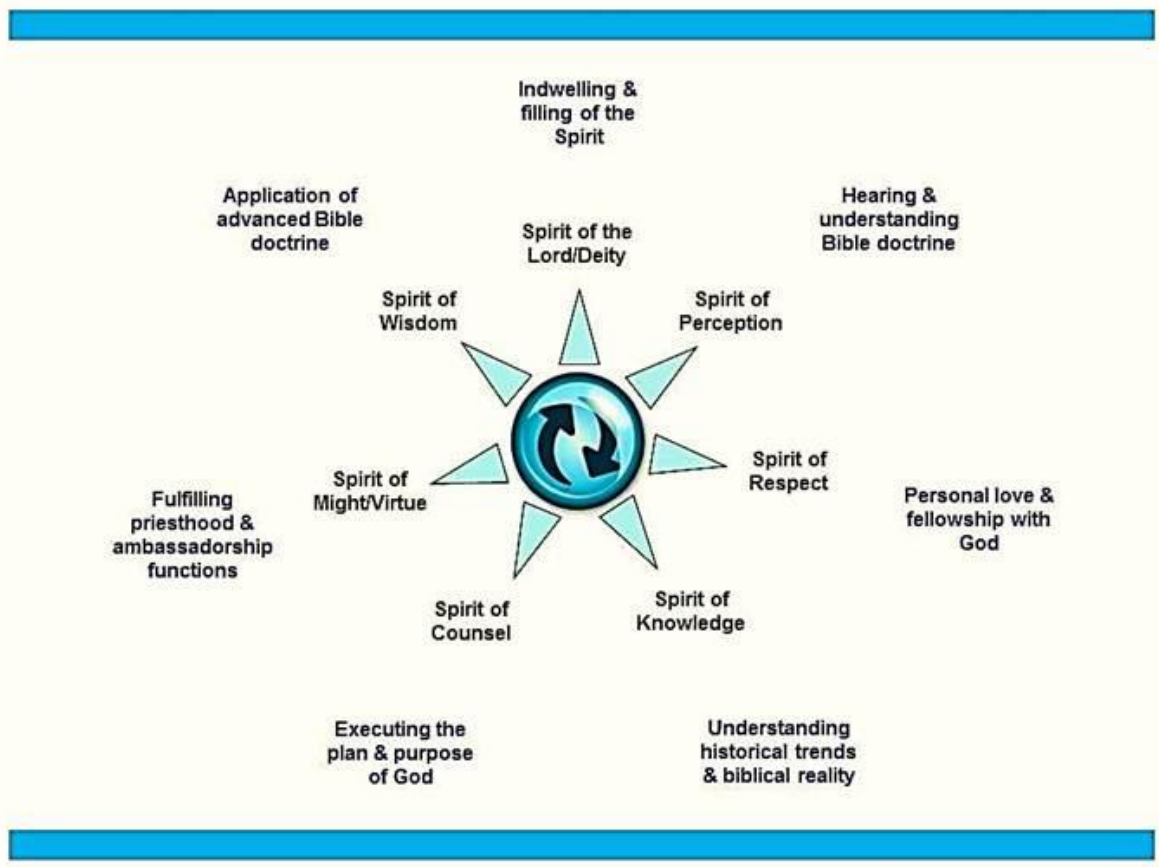 Indwelling &
filling of the
Spirit
Application of
advanced Bible
doctrine
Hearing &
understanding
Bible doctrine
Spirit of the
Lord/Deity
Spirit of
Wisdom
Spirit of
Perception
Spirit of
Might/Virtue
Spirit of
Respect
Fulfilling
priesthood &
ambassadorship
functions
Personal love &
fellowship with
God
Spirit of
Counsel
Spirit of
Knowledge
Executing the
plan & purpose
of God
Understanding
historical trends
& biblical reality